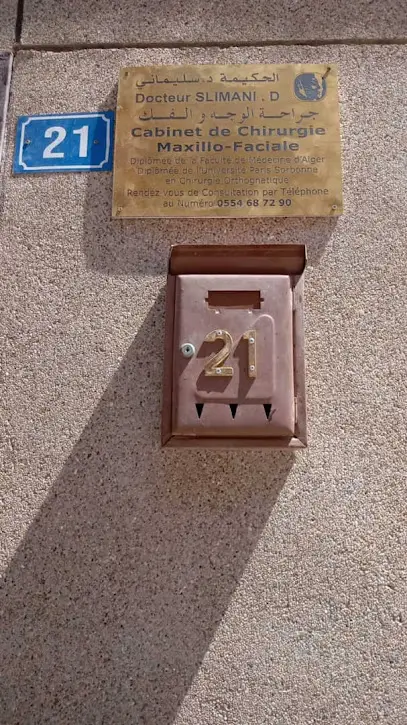 الحكيمة د.سليماني
Docteur SLIMANI . D
جراحة الوجه و الفك
Cabinet de Chirurgie
Maxillo-Faciale
Diplômée de la Faculté de Médecine d'Alger
Diplômée de l'université Paris Sorbonne
en Chirurgie Orthognatique
Rendez vous de Consultation par Téléphone
au Numéro 0554 68 72 90
21
21